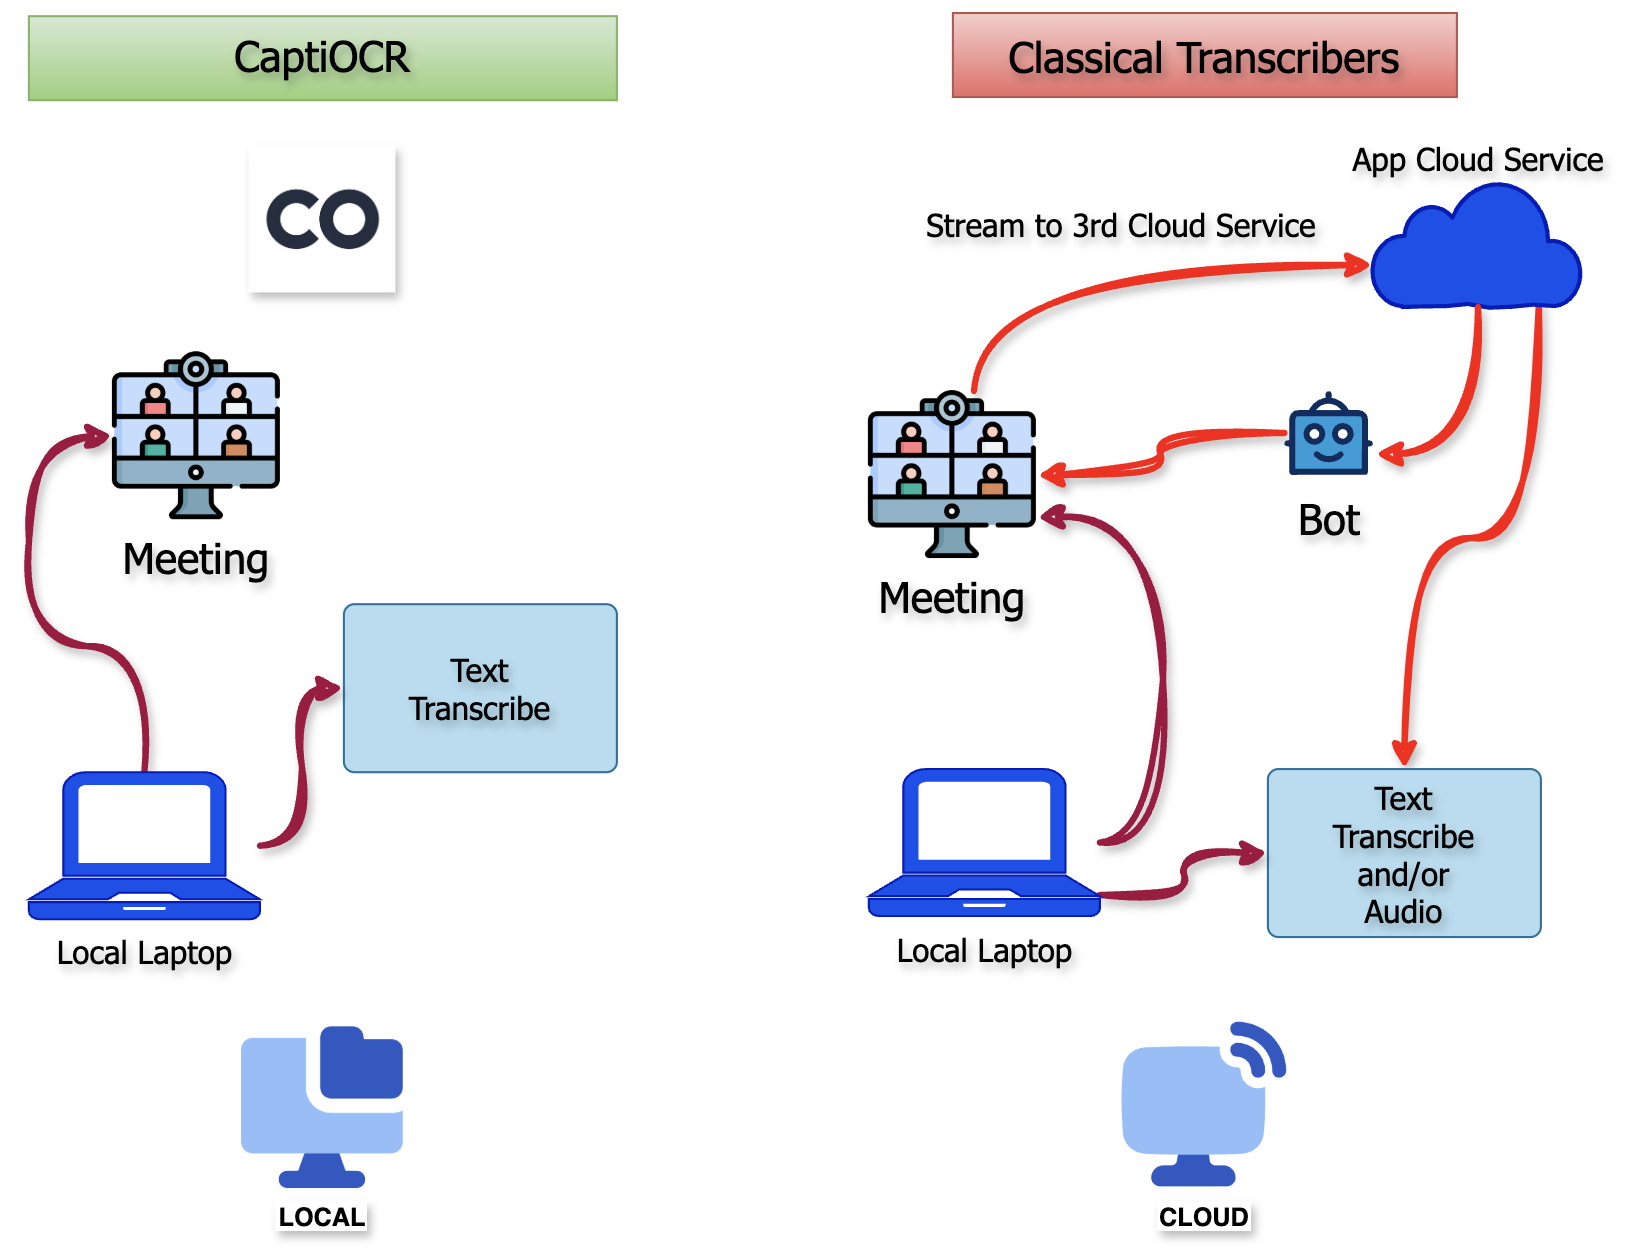 CaptiOCR
CO
Meeting
Text
Transcribe
Local Laptop
LOCAL
Classical Transcribers
App Cloud Service
Stream to 3rd Cloud Service
Bot
Meeting
Text
Transcribe
and/or
Audio
Local Laptop
CLOUD